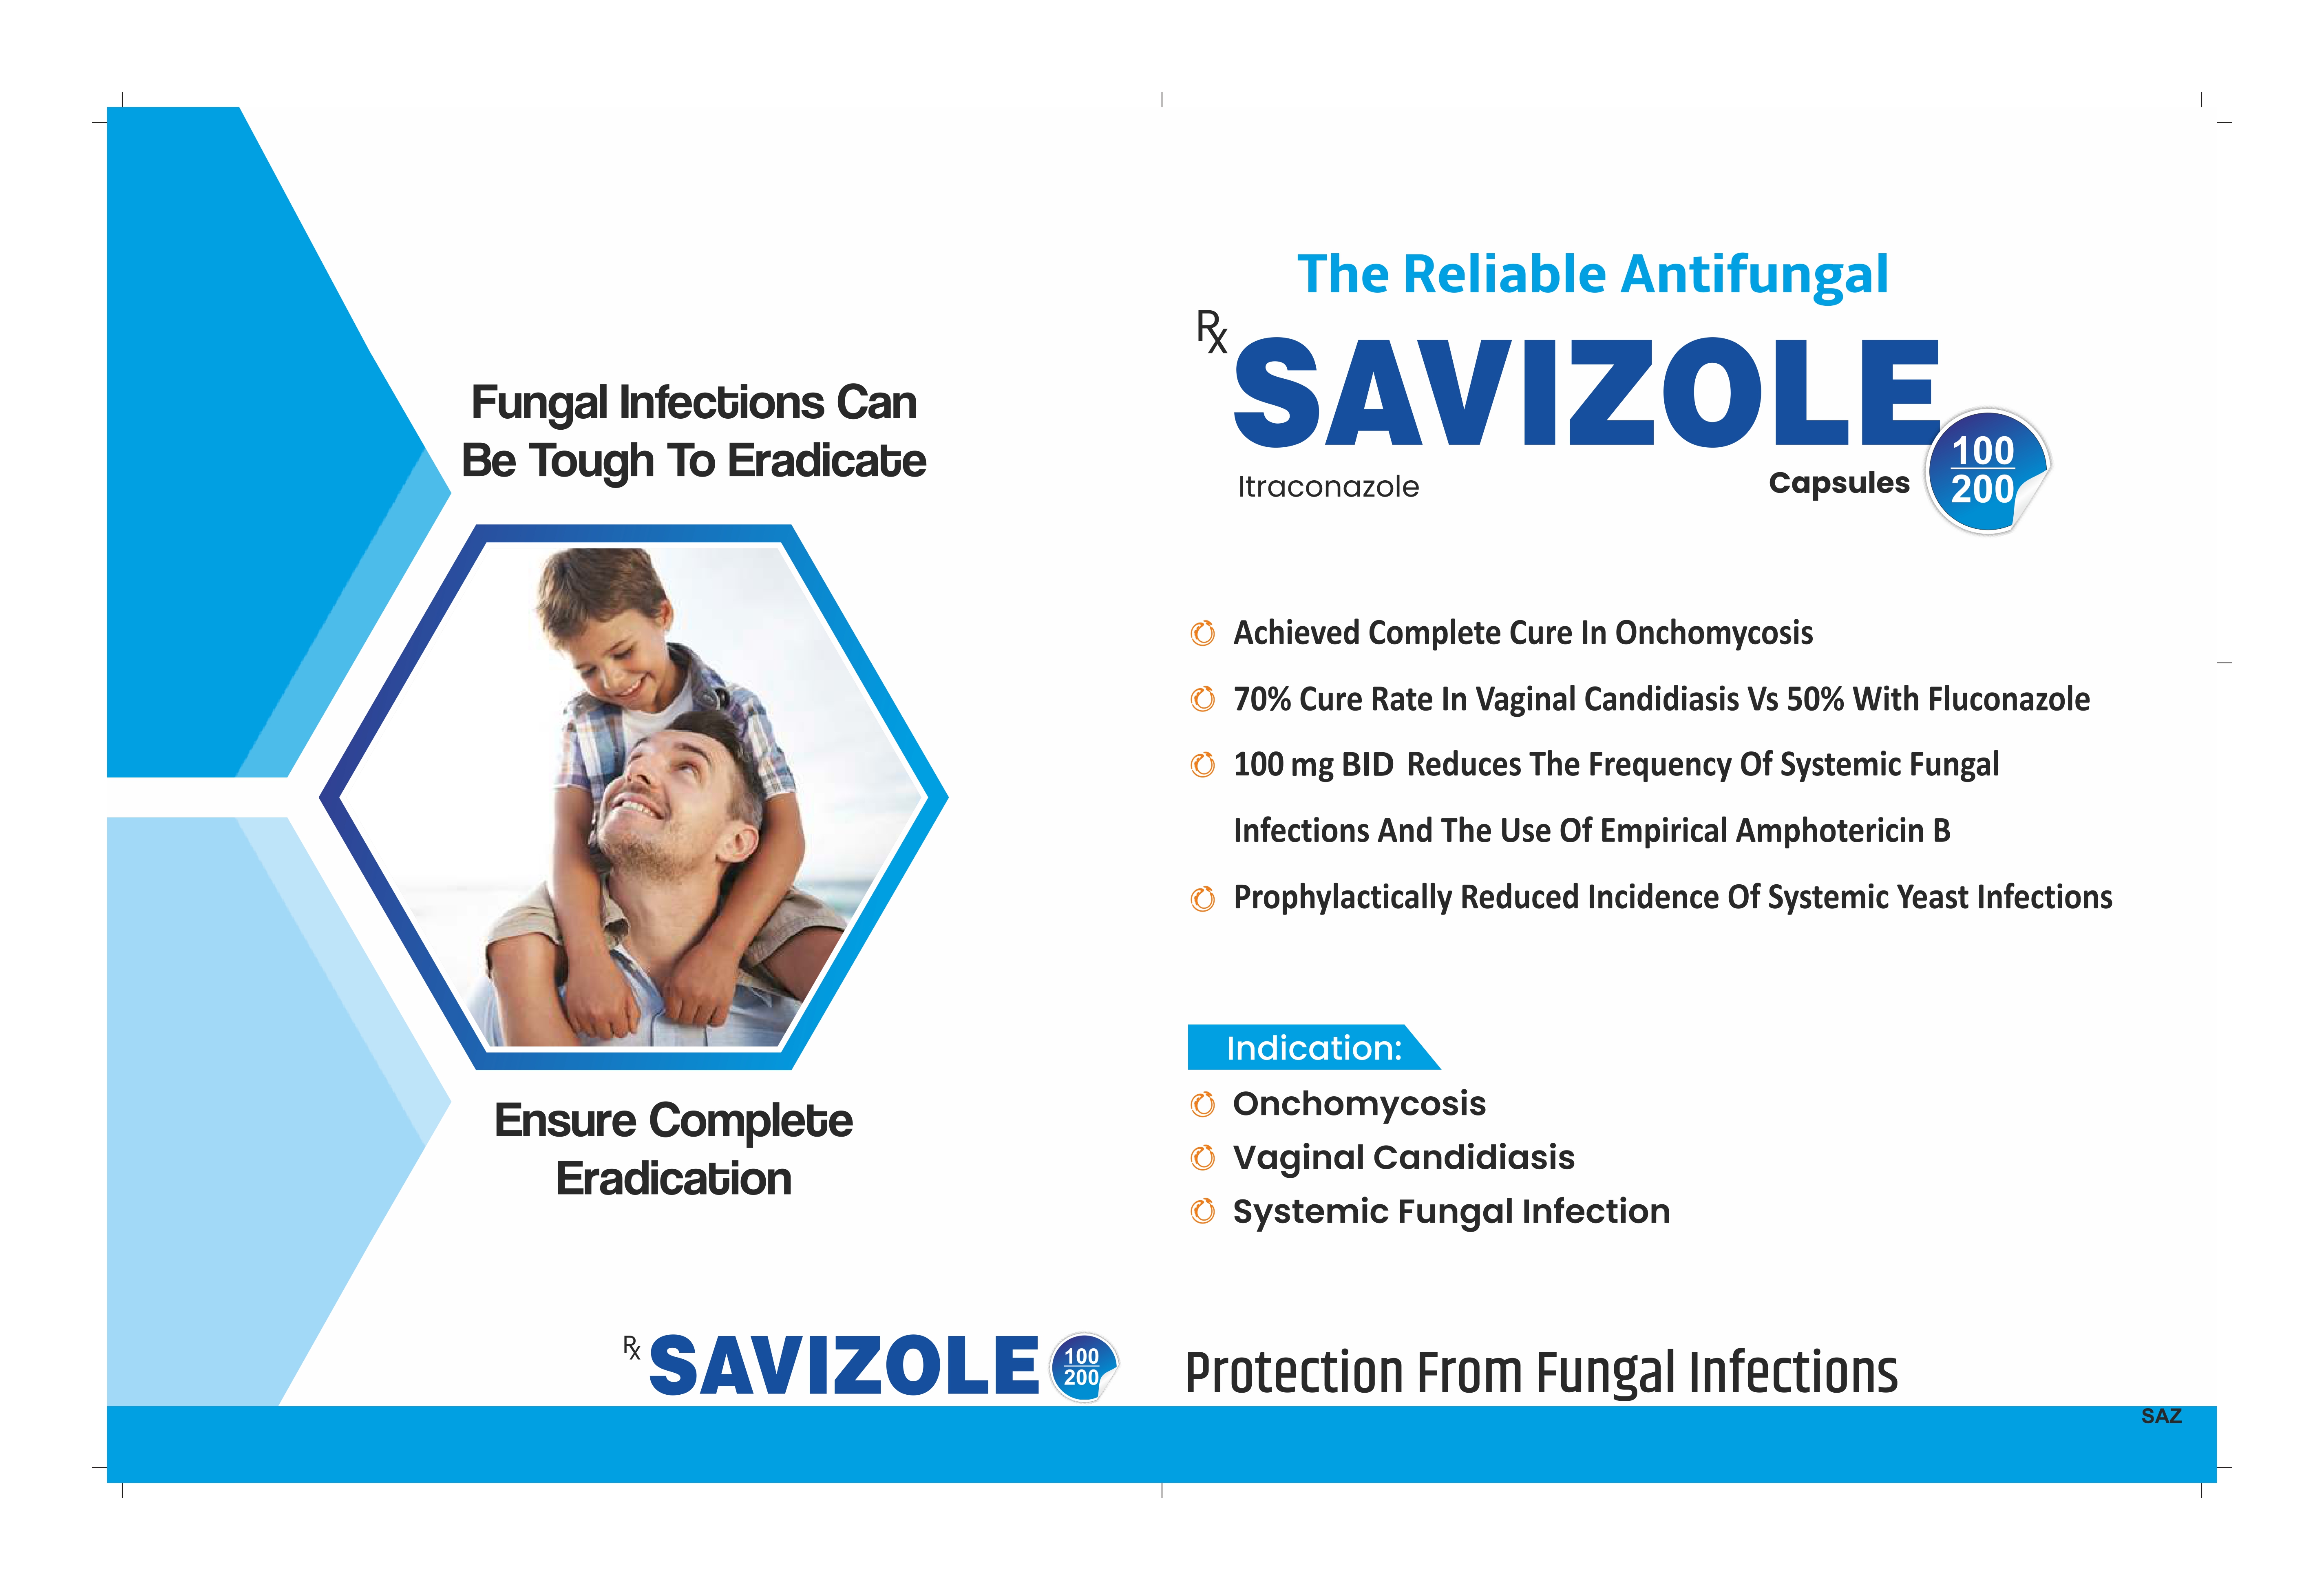 Fungal Infections Can
Be Tough To Eradicate
Ensure Complete
Eradication
Rx SAVIZOLE 100
200
The Reliable Antifungal
Rx
SAVIZOLE
Itraconazole Capsules 100
200
Achieved Complete Cure In Onchomycosis
70% Cure Rate In Vaginal Candidiasis Vs 50% With Fluconazole
100 mg BID Reduces The Frequency Of Systemic Fungal
Infections And The Use Of Empirical Amphotericin B
Prophylactically Reduced Incidence Of Systemic Yeast Infections
Indication:
Onchomycosis
Vaginal Candidiasis
Systemic Fungal Infection
Protection From Fungal Infections
SAZ